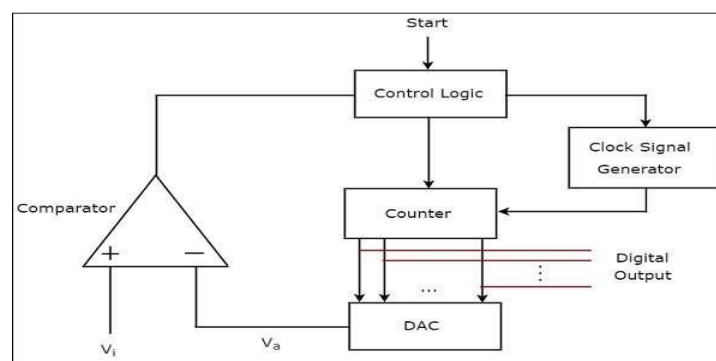 Start
Control Logic
Clock Signal
Generator
Comparator
Counter
+
−
Digital
Output
⋮
...
DAC
Vi
Va